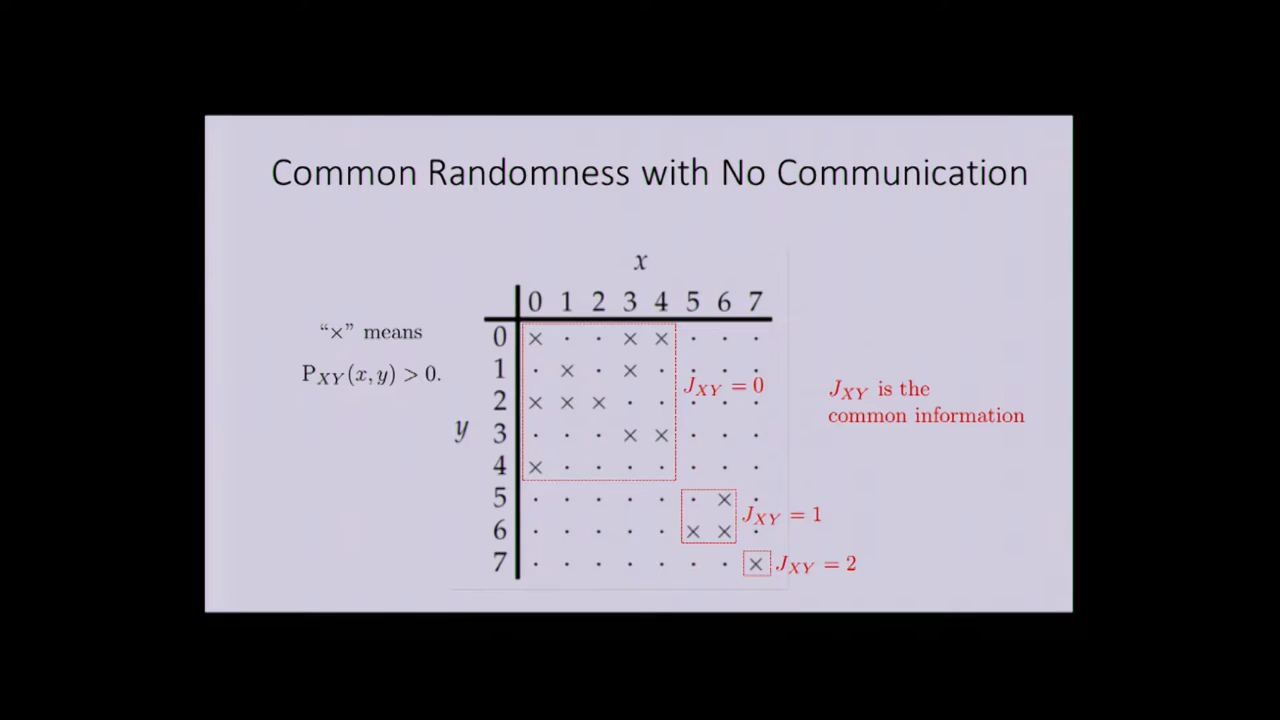 Common Randomness with No Communication
x
0 1 2 3 4 5 6 7
“×” means
P_XY(x, y) > 0.
y
0 × · · × × · · ·
1 · × · × · · · ·
2 × × × · · · · ·
3 · · · × × · · ·
4 × · · · · · · ·
5 · · · · · · × ·
6 · · · · · × × ·
7 · · · · · · · ×
J_XY = 0
J_XY = 1
J_XY = 2
J_XY is the
common information